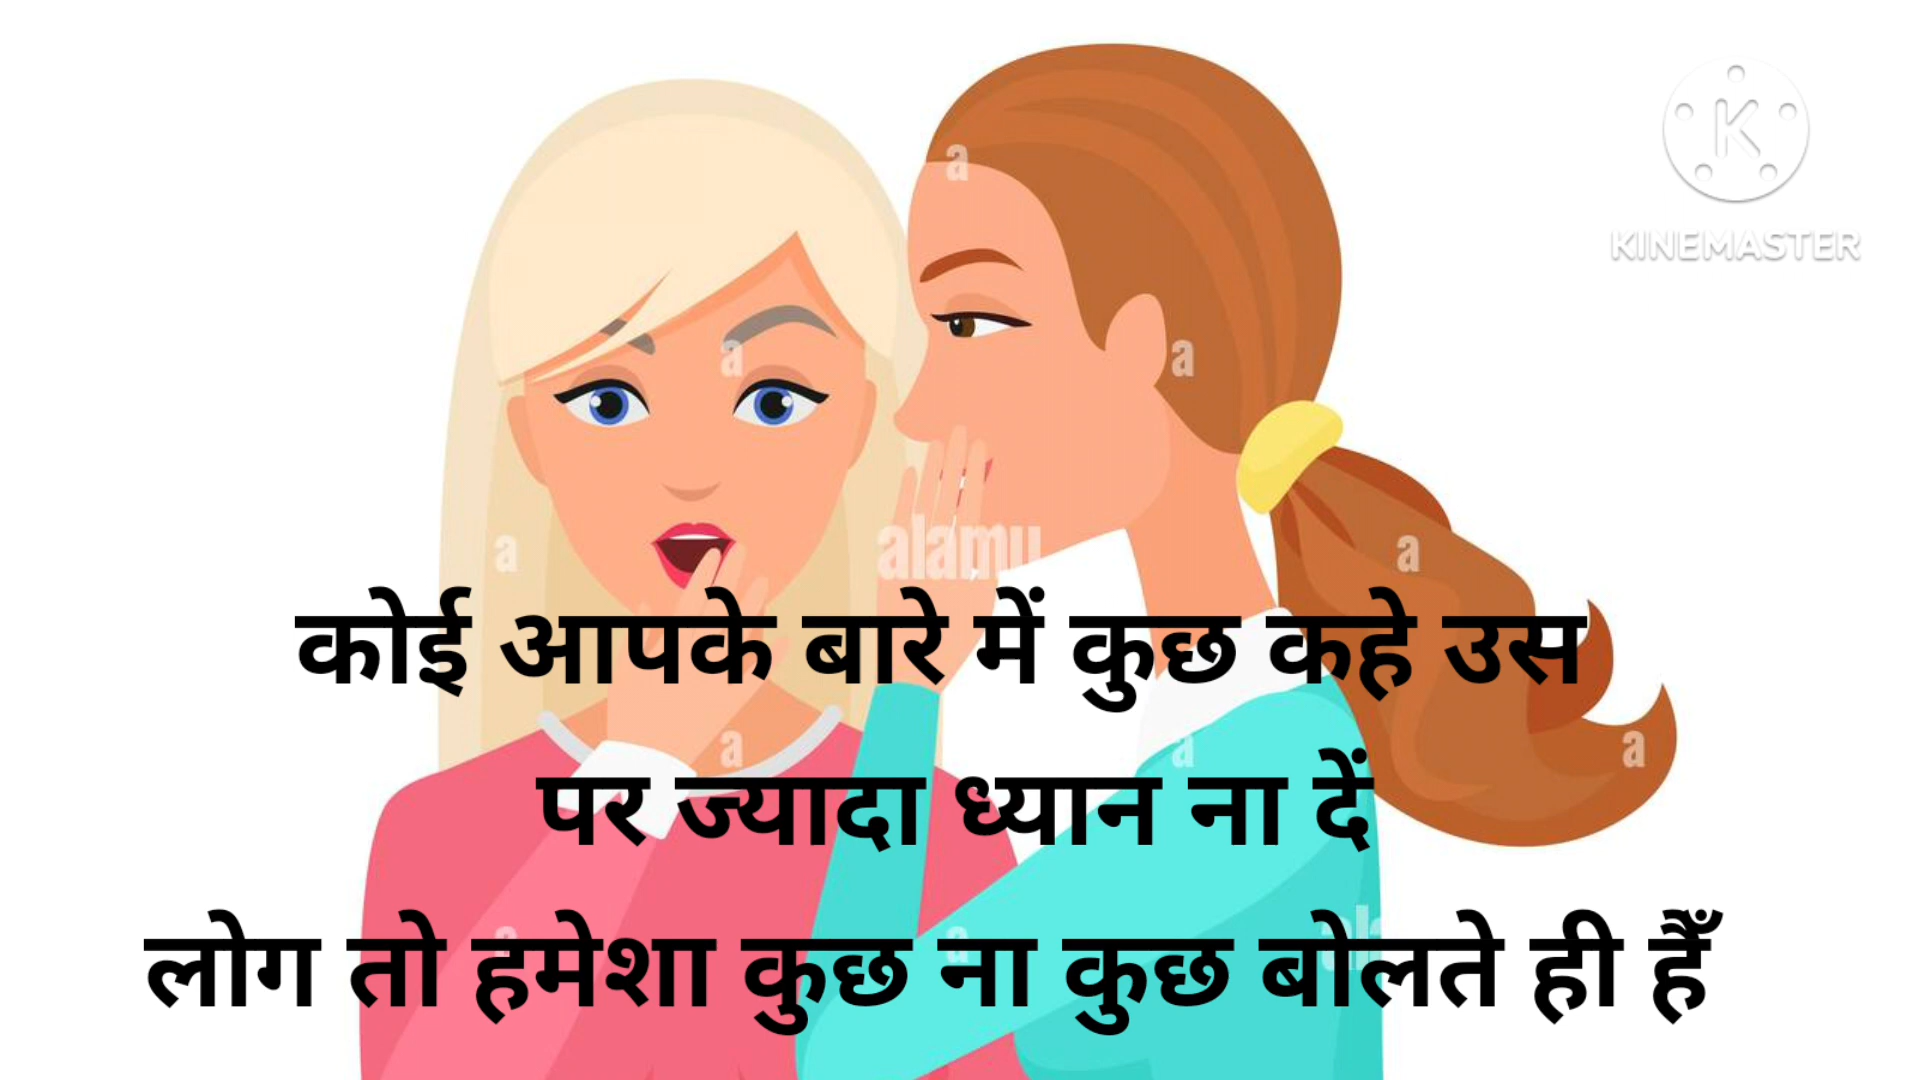 KINEMASTER
a
a
a
a
alamy
a
कोई आपके बारे में कुछ कहे उस
a
a
a
पर ज्यादा ध्यान ना दें
लोग तो हमेशा कुछ ना कुछ बोलते ही हैँ